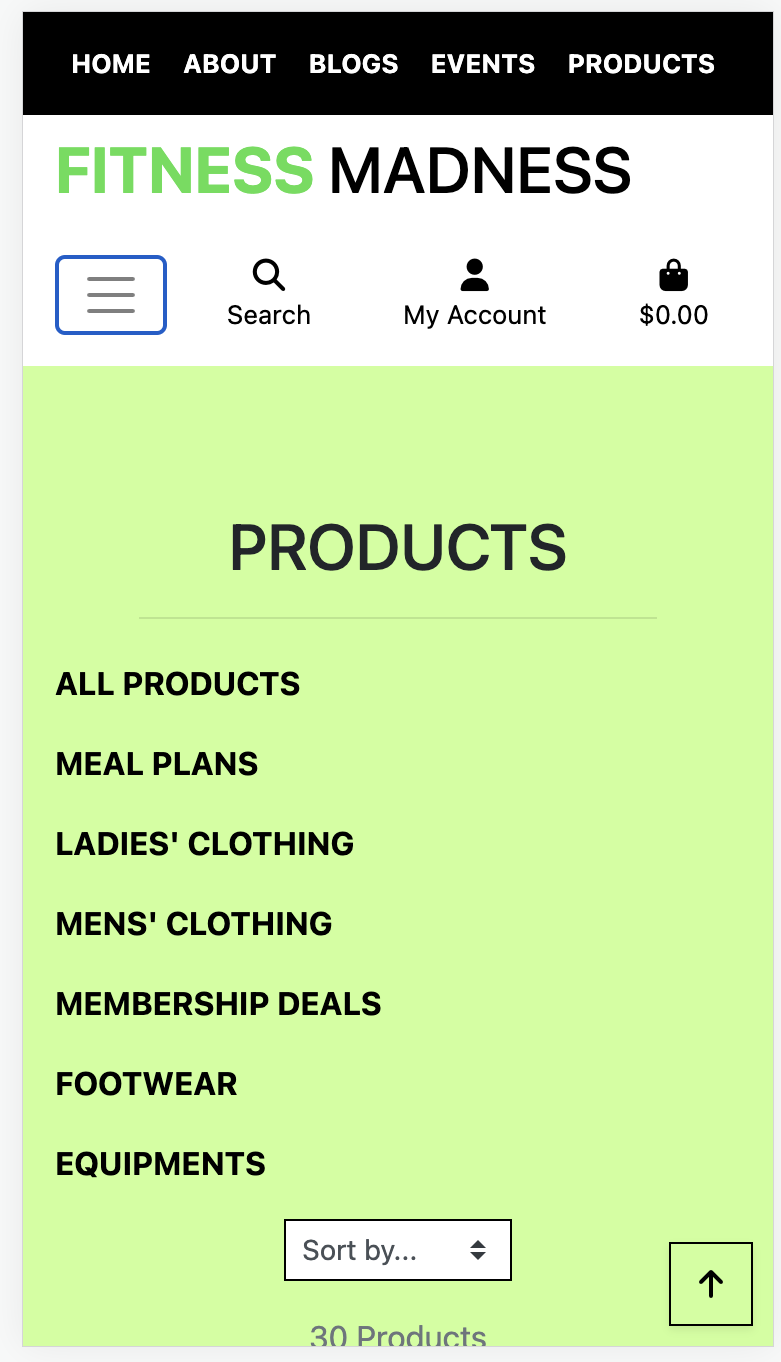 HOME ABOUT BLOGS EVENTS PRODUCTS
FITNESS MADNESS
Search My Account $0.00
PRODUCTS
ALL PRODUCTS
MEAL PLANS
LADIES' CLOTHING
MENS' CLOTHING
MEMBERSHIP DEALS
FOOTWEAR
EQUIPMENTS
Sort by...
30 Products